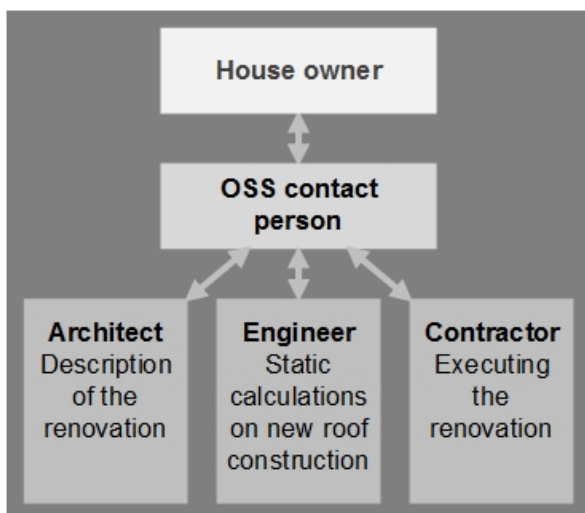 House owner
OSS contact
person
Architect
Description
of the
renovation
Engineer
Static
calculations
on new roof
construction
Contractor
Executing
the
renovation